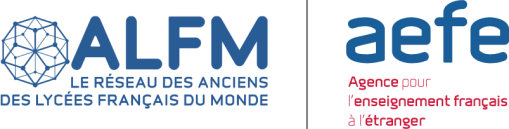 ALFM
LE RÉSEAU DES ANCIENS
DES LYCÉES FRANÇAIS DU MONDE
aefe
Agence pour
l'enseignement français
à l'étranger